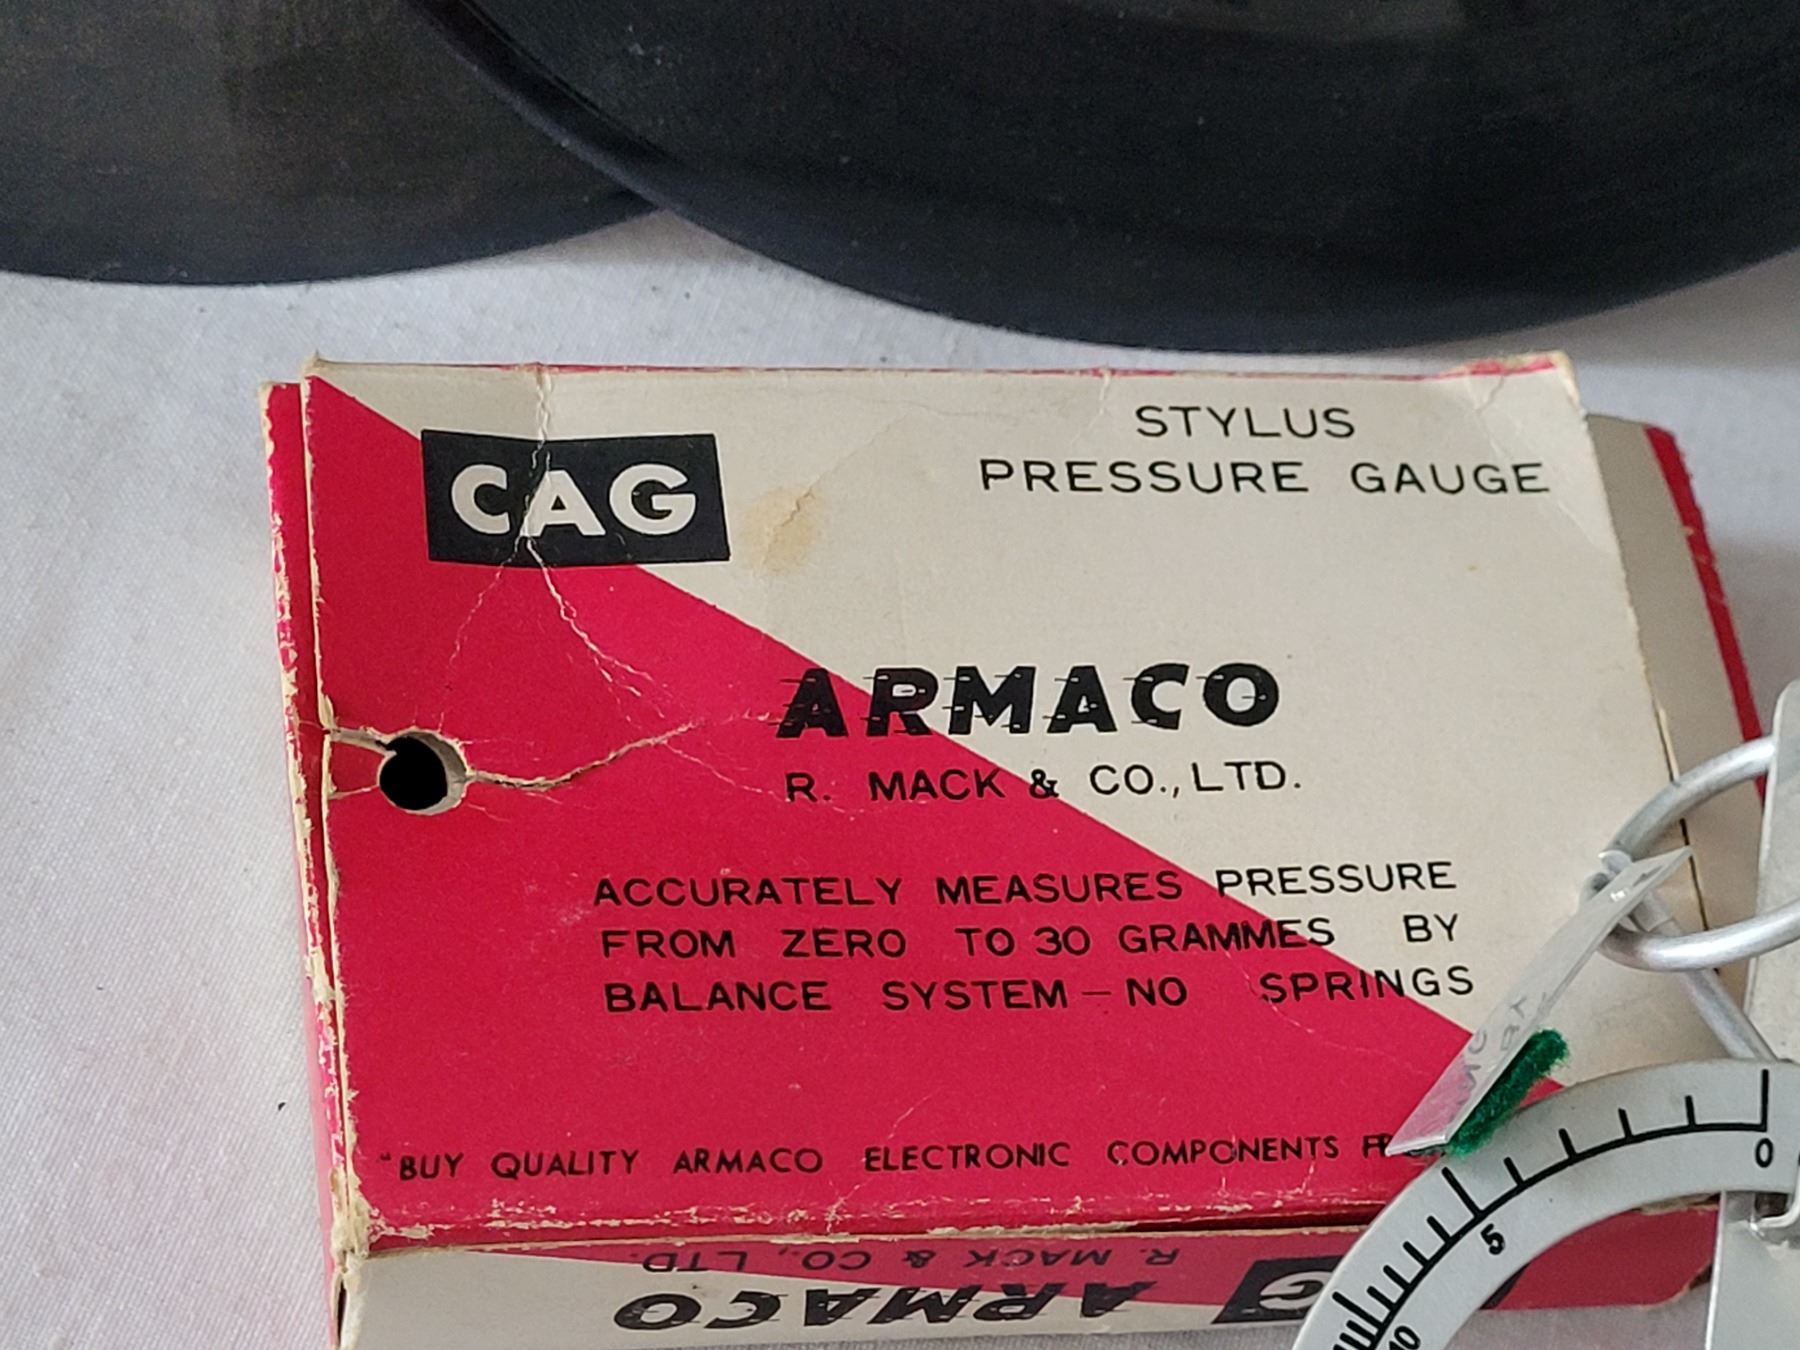 CAG
STYLUS
PRESSURE GAUGE
ARMACO
R. MACK & CO., LTD.
ACCURATELY MEASURES PRESSURE
FROM ZERO TO 30 GRAMMES BY
BALANCE SYSTEM - NO SPRINGS
"BUY QUALITY ARMACO ELECTRONIC COMPONENTS
0
5
10
R. MACK & CO., LTD.
ARMACO